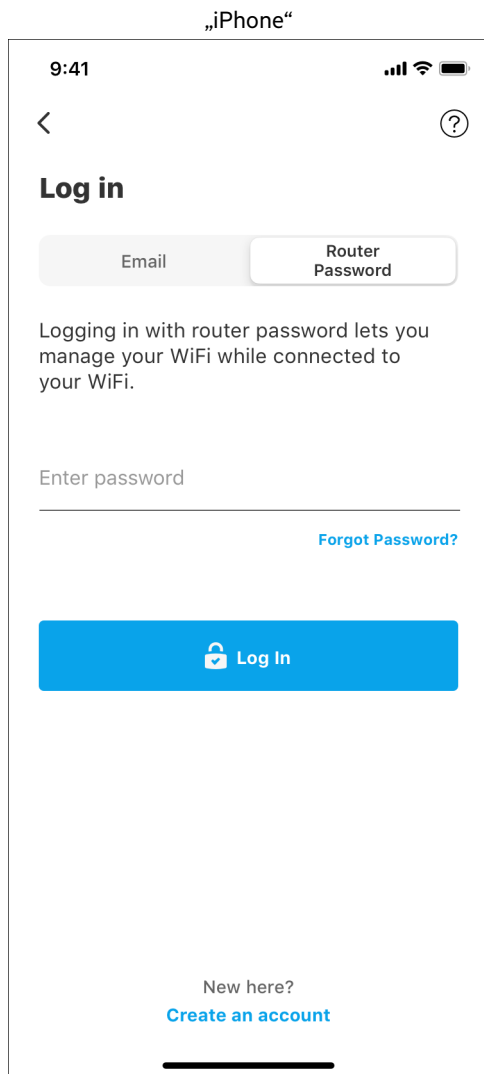 „iPhone“
9:41
Log in
Email
Router
Password
Logging in with router password lets you
manage your WiFi while connected to
your WiFi.
Enter password
Forgot Password?
Log In
New here?
Create an account